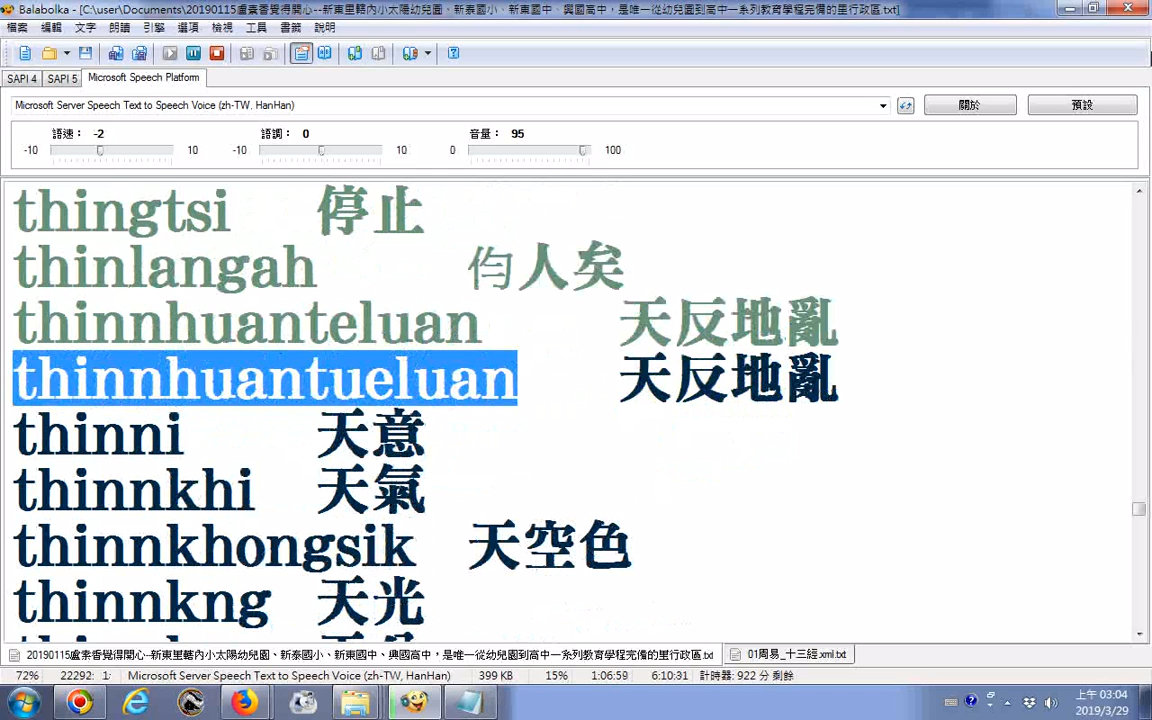 Balabolka - [C:\user\Documents\20190115盧素香覺得開心--新東里轄內小太陽幼兒園、新泰國小、新東國中、興國高中，是唯一從幼兒園到高中一系列教育學程完備的里行政區.txt]
檔案 編輯 文字 朗讀 引擎 選項 檢視 工具 書籤 說明
SAPI 4 SAPI 5 Microsoft Speech Platform
Microsoft Server Speech Text to Speech Voice (zh-TW, HanHan) 關於 預設
語速： -2 語調： 0 音量： 95
-10 10 -10 10 0 100
thingtsi 停止
thinlangah 伨人矣
thinnhuanteluan 天反地亂
thinnhuantueluan 天反地亂
thinni 天意
thinnkhi 天氣
thinnkhongsik 天空色
thinnkng 天光
20190115盧素香覺得開心--新東里轄內小太陽幼兒園、新泰國小、新東國中、興國高中，是唯一從幼兒園到高中一系列教育學程完備的里行政區.txt 01周易_十三經.xml.txt
72% 22292: 1: Microsoft Server Speech Text to Speech Voice (zh-TW, HanHan) 399 KB 15% 1:06:59 6:10:31 計時器: 922 分 剩餘
上午 03:04
2019/3/29